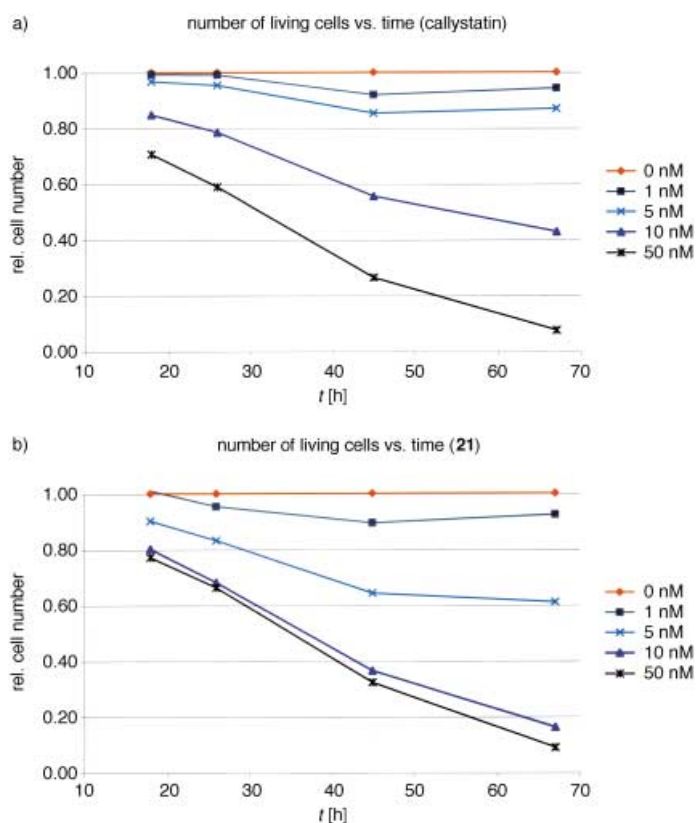 a) number of living cells vs. time (callystatin)
1.00
0.80
0.60
0.40
0.20
0.00
rel. cell number
10 20 30 40 50 60 70
t [h]
0 nM
1 nM
5 nM
10 nM
50 nM
b) number of living cells vs. time (21)
1.00
0.80
0.60
0.40
0.20
0.00
rel. cell number
10 20 30 40 50 60 70
t [h]
0 nM
1 nM
5 nM
10 nM
50 nM